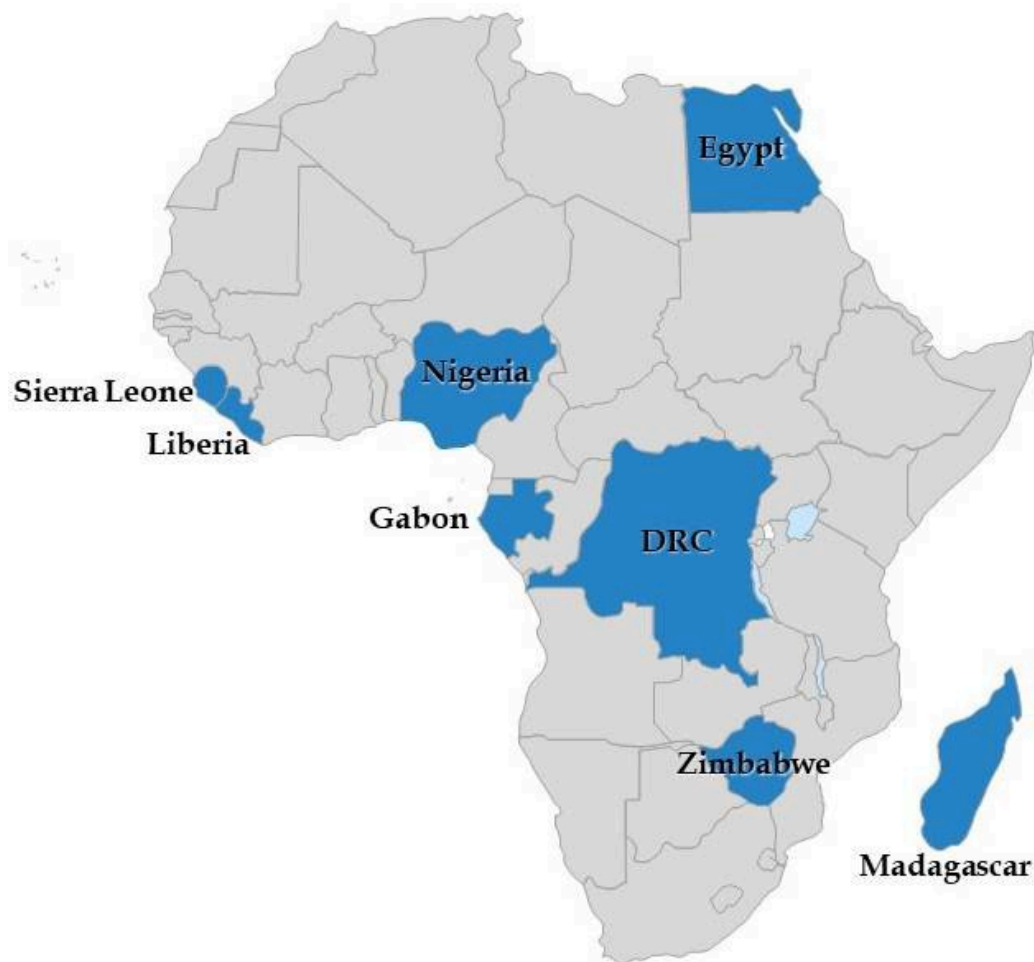 Egypt
Nigeria
Sierra Leone
Liberia
Gabon
DRC
Zimbabwe
Madagascar